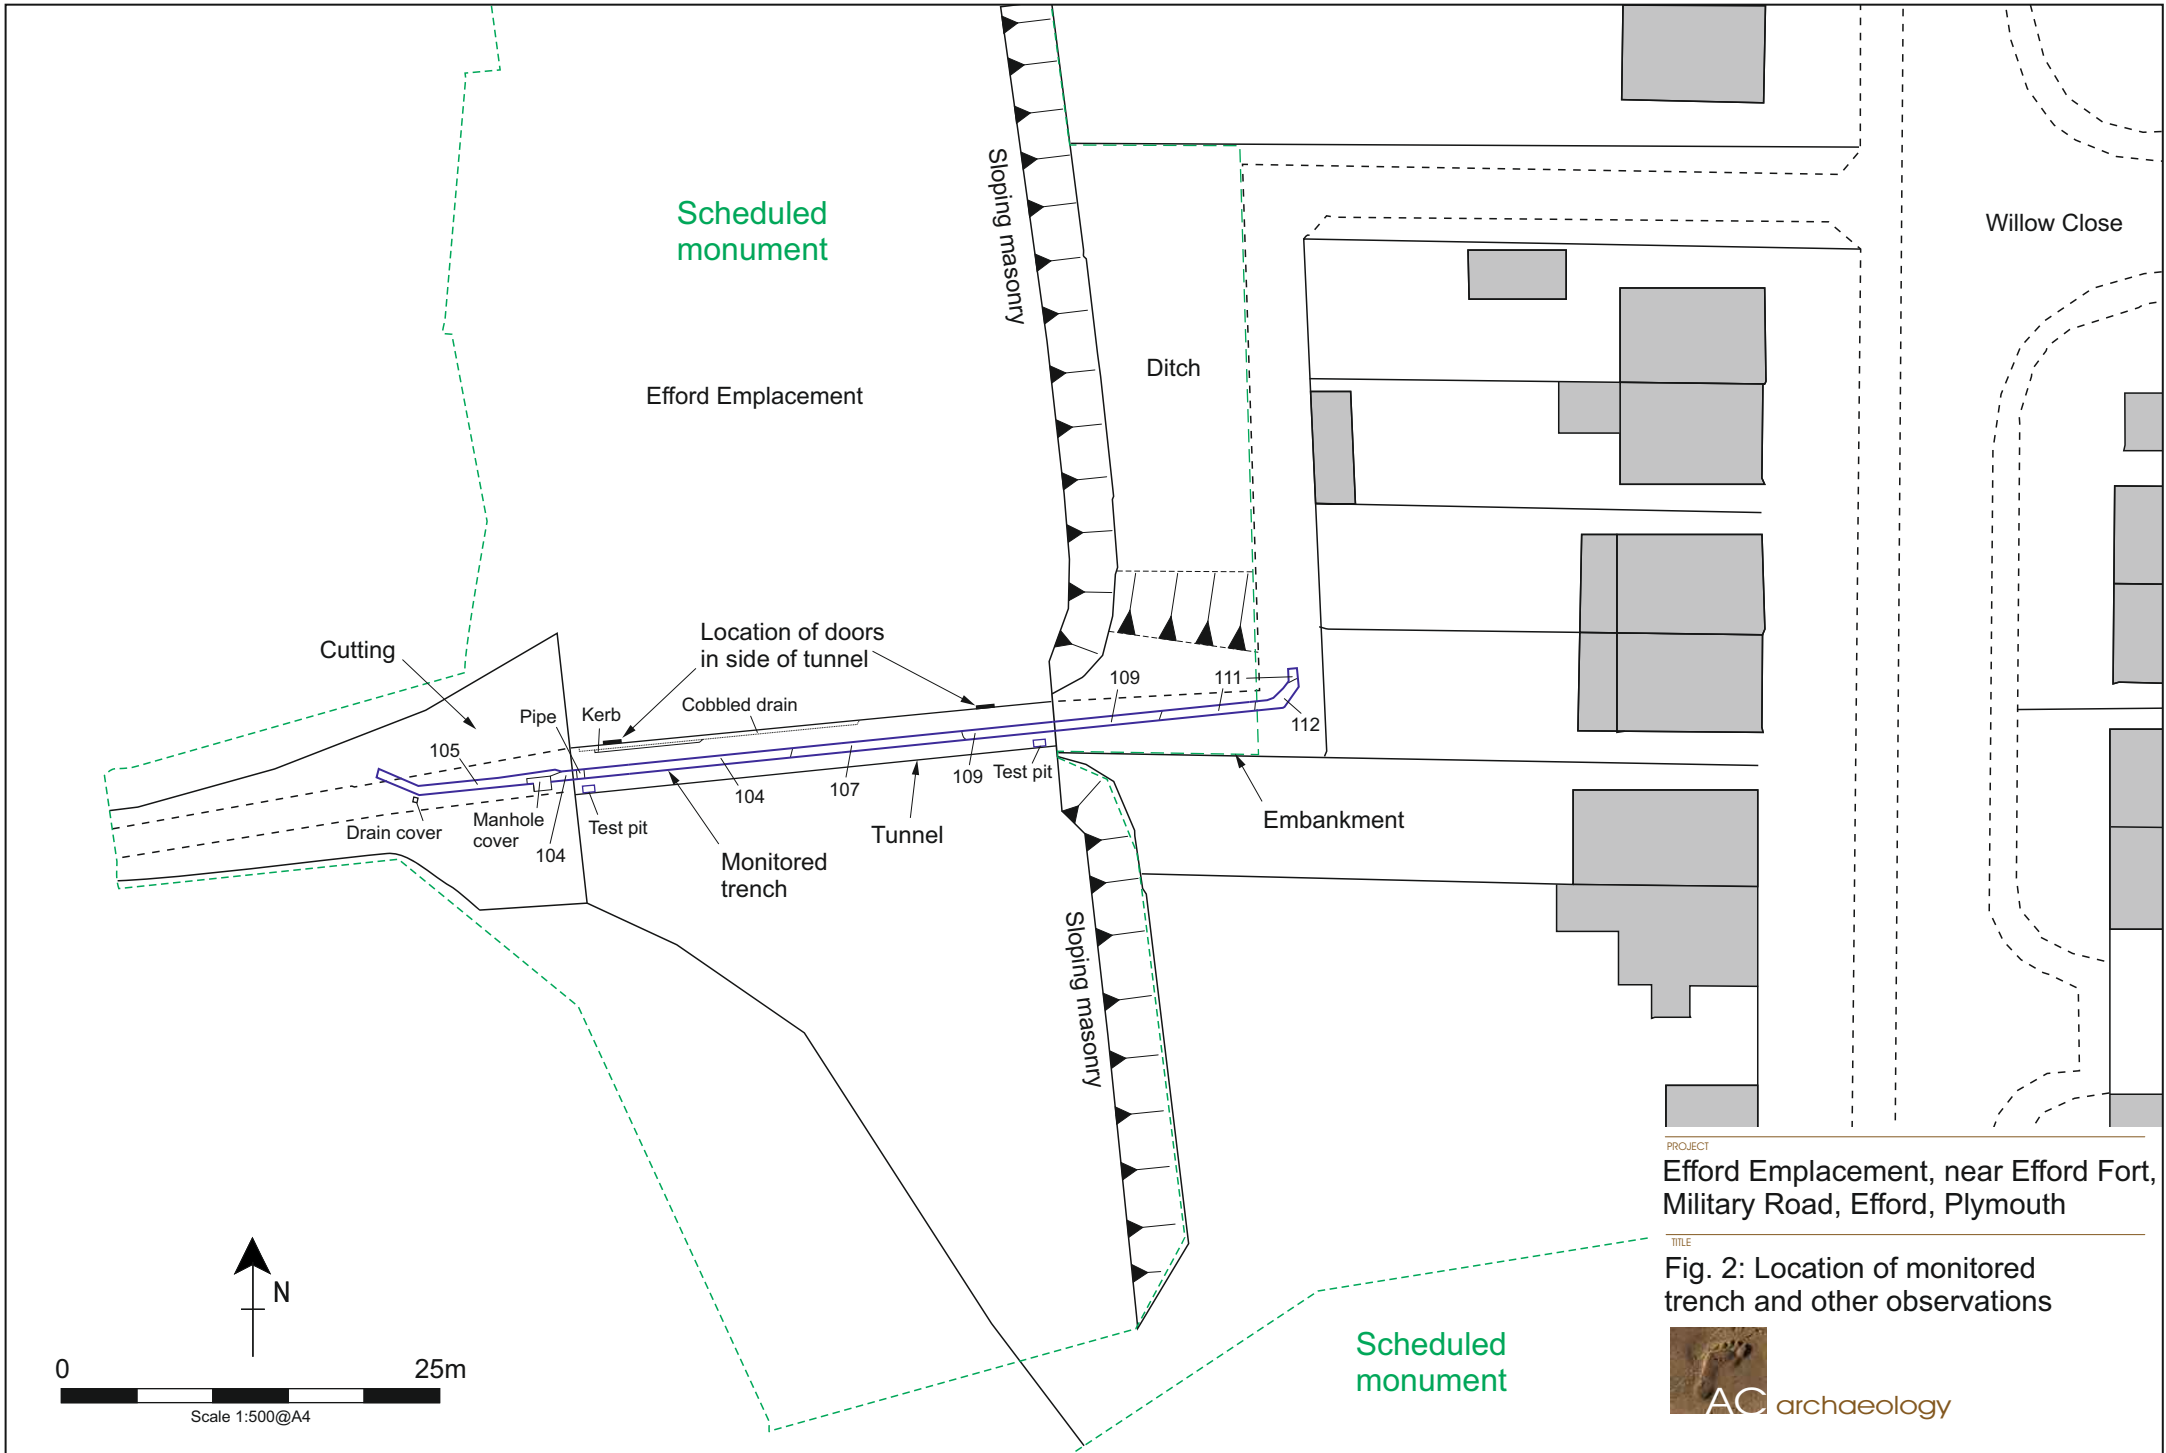 Scheduled
monument
Sloping masonry
Willow Close
Ditch
Efford Emplacement
Cutting
Location of doors
in side of tunnel
Pipe
Kerb
Cobbled drain
109
111
112
105
Drain cover
Manhole
cover
104
Test pit
104
107
109
Test pit
Tunnel
Monitored
trench
Embankment
Sloping masonry
N
0
25m
Scale 1:500@A4
Scheduled
monument
PROJECT
Efford Emplacement, near Efford Fort,
Military Road, Efford, Plymouth
TITLE
Fig. 2: Location of monitored
trench and other observations
AC archaeology